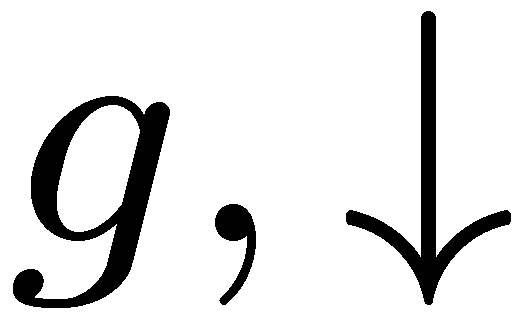 g, ↓